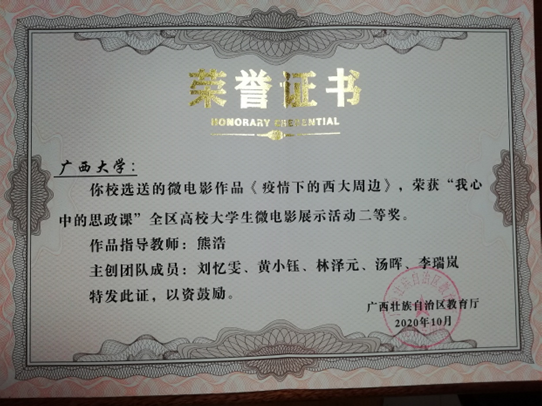 荣誉证书
HONORARY CREDENTIAL
广西大学：
你校选送的微电影作品《疫情下的西大周边》，荣获“我心
中的思政课”全区高校大学生微电影展示活动二等奖。
作品指导教师：熊浩
主创团队成员：刘忆雯、黄小钰、林泽元、汤晖、李瑞岚
特发此证，以资鼓励。
广西壮族自治区教育厅
2020年10月